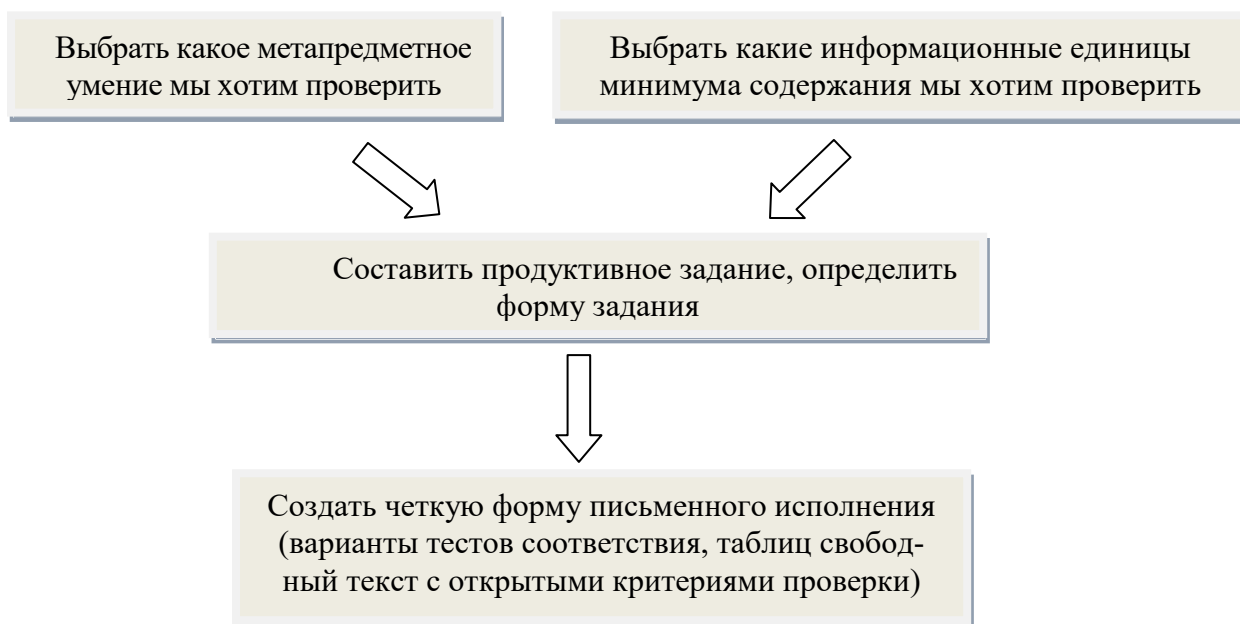 Выбрать какое метапредметное
умение мы хотим проверить
Выбрать какие информационные единицы
минимума содержания мы хотим проверить
Составить продуктивное задание, определить
форму задания
Создать четкую форму письменного исполнения
(варианты тестов соответствия, таблиц свобод-
ный текст с открытыми критериями проверки)